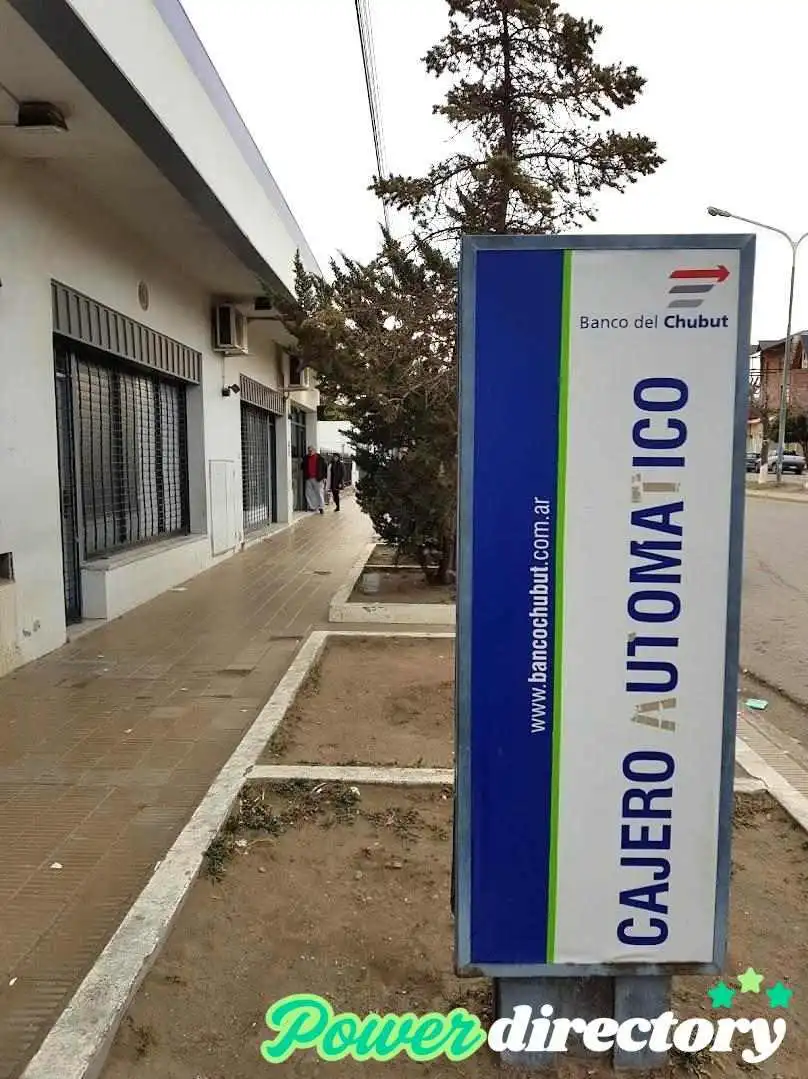 Banco del Chubut
CAJERO AUTOMATICO
www.bancochubut.com.ar
Powerdirectory